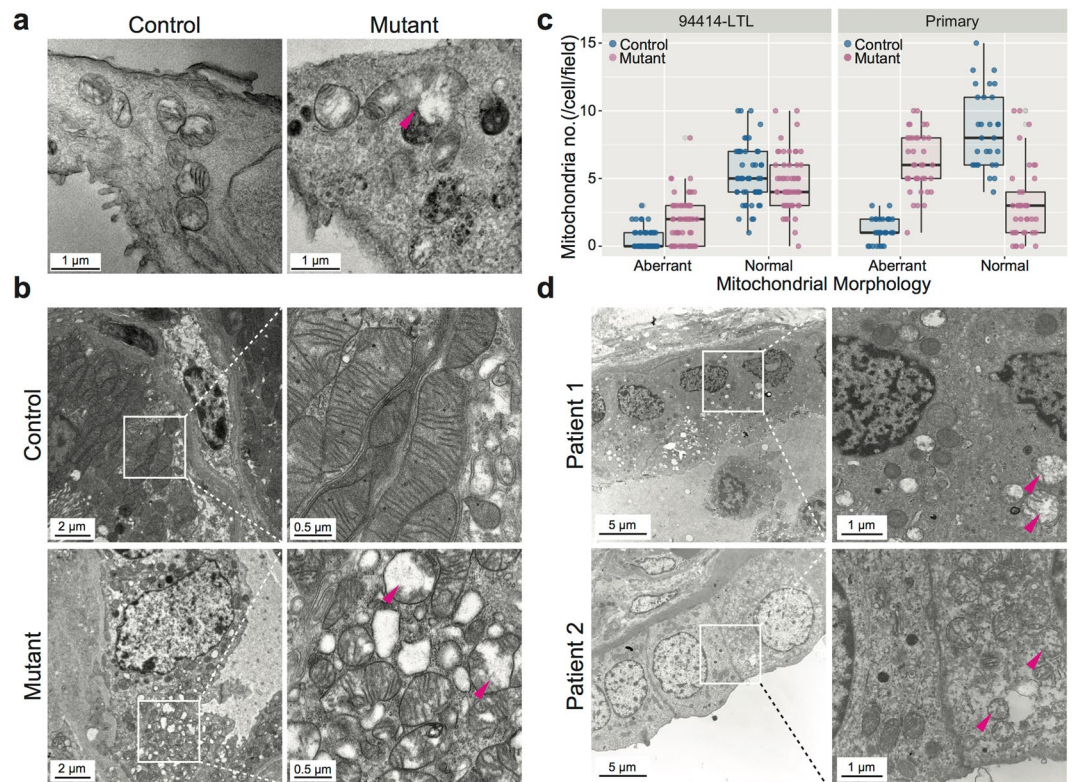 a
Control
Mutant
1 µm
1 µm
c
94414-LTL
Primary
Mitochondria no.(/cell/field)
15
10
5
0
Control
Mutant
Control
Mutant
Aberrant
Normal
Aberrant
Normal
Mitochondrial Morphology
b
Control
2 µm
0.5 µm
Mutant
2 µm
0.5 µm
d
Patient 1
5 µm
1 µm
Patient 2
5 µm
1 µm